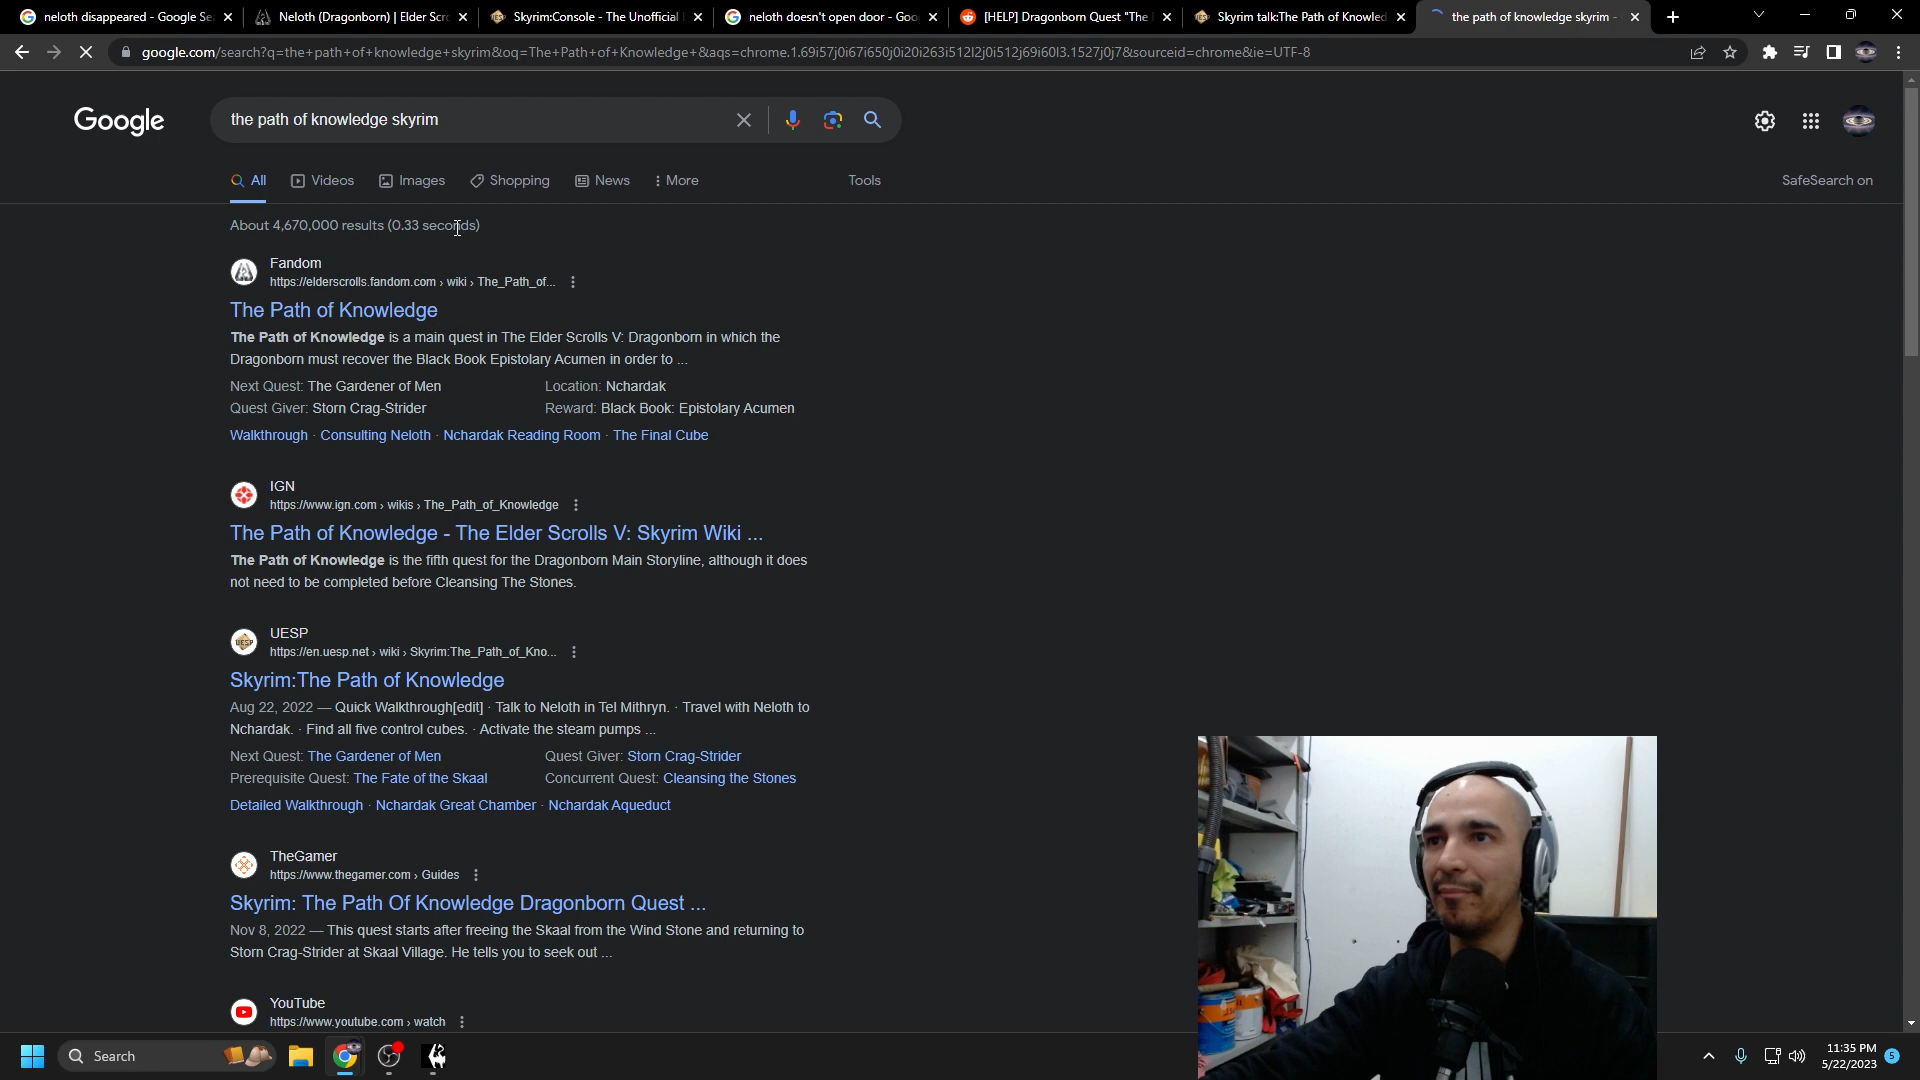 neloth disappeared - Google Se
Neloth (Dragonborn) | Elder Scro
Skyrim:Console - The Unofficial
neloth doesn't open door - Goo
[HELP] Dragonborn Quest "The
Skyrim talk:The Path of Knowled
the path of knowledge skyrim -
google.com/search?q=the+path+of+knowledge+skyrim&oq=The+Path+of+Knowledge+&aqs=chrome.1.69i57j0i67i650j0i20i263i512l2j0i512j69i60l3.1527j0j7&sourceid=chrome&ie=UTF-8
Google
the path of knowledge skyrim
All
Videos
Images
Shopping
News
More
Tools
SafeSearch on
About 4,670,000 results (0.33 seconds)
Fandom
https://elderscrolls.fandom.com › wiki › The_Path_of...
The Path of Knowledge
The Path of Knowledge is a main quest in The Elder Scrolls V: Dragonborn in which the
Dragonborn must recover the Black Book Epistolary Acumen in order to ...
Next Quest: The Gardener of Men
Location: Nchardak
Quest Giver: Storn Crag-Strider
Reward: Black Book: Epistolary Acumen
Walkthrough · Consulting Neloth · Nchardak Reading Room · The Final Cube
IGN
https://www.ign.com › wikis › The_Path_of_Knowledge
The Path of Knowledge - The Elder Scrolls V: Skyrim Wiki ...
The Path of Knowledge is the fifth quest for the Dragonborn Main Storyline, although it does
not need to be completed before Cleansing The Stones.
UESP
https://en.uesp.net › wiki › Skyrim:The_Path_of_Kno...
Skyrim:The Path of Knowledge
Aug 22, 2022 — Quick Walkthrough[edit] · Talk to Neloth in Tel Mithryn. · Travel with Neloth to
Nchardak. · Find all five control cubes. · Activate the steam pumps ...
Next Quest: The Gardener of Men
Quest Giver: Storn Crag-Strider
Prerequisite Quest: The Fate of the Skaal
Concurrent Quest: Cleansing the Stones
Detailed Walkthrough · Nchardak Great Chamber · Nchardak Aqueduct
TheGamer
https://www.thegamer.com › Guides
Skyrim: The Path Of Knowledge Dragonborn Quest ...
Nov 8, 2022 — This quest starts after freeing the Skaal from the Wind Stone and returning to
Storn Crag-Strider at Skaal Village. He tells you to seek out ...
YouTube
https://www.youtube.com › watch
Search
11:35 PM
5/22/2023
5